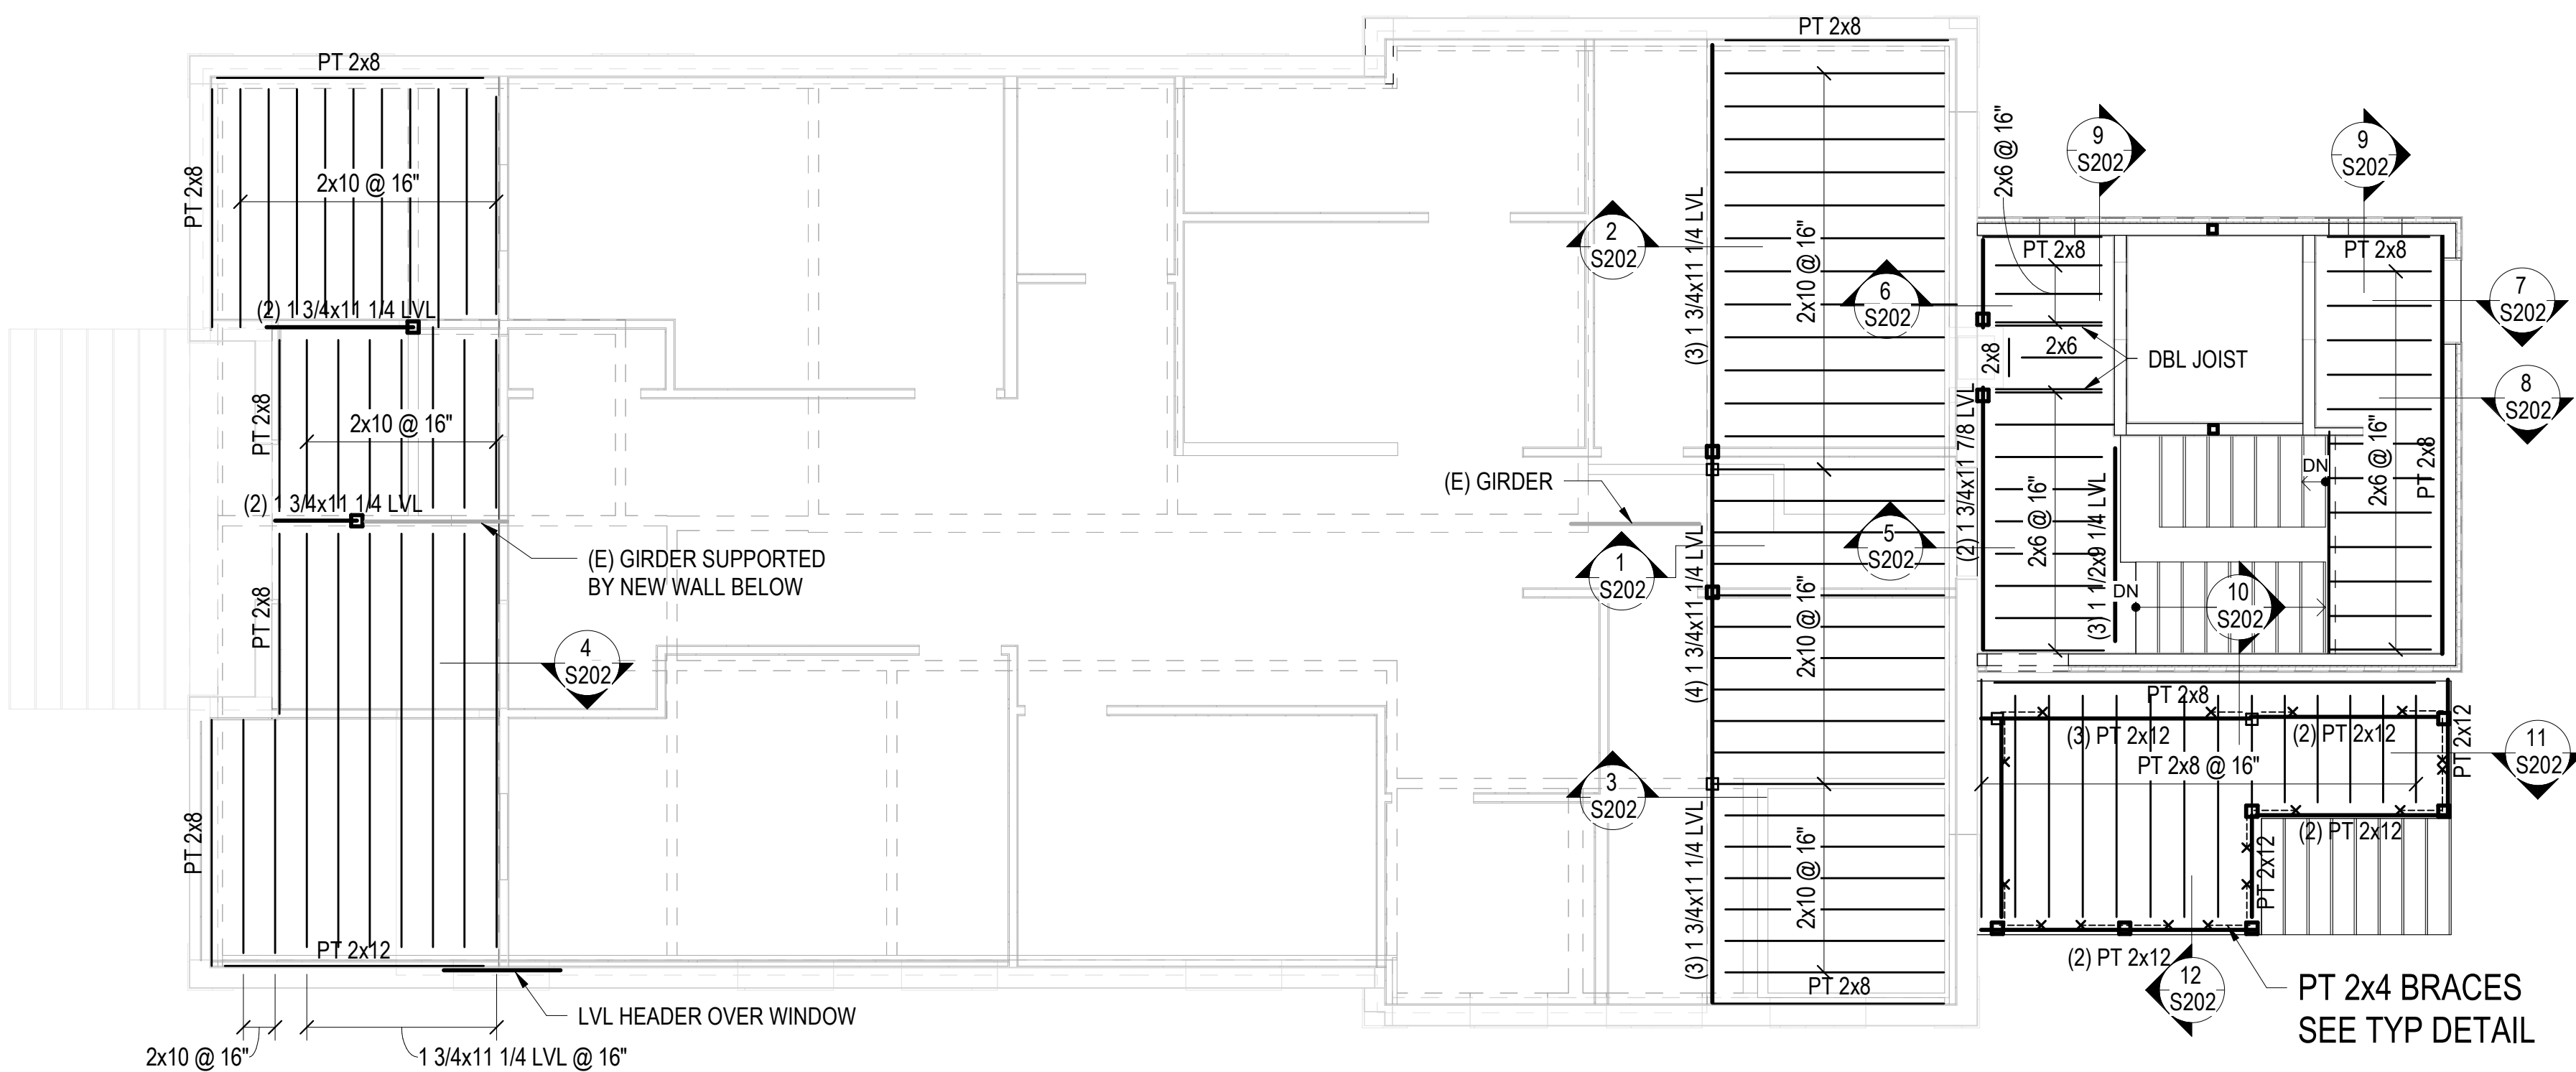 PT 2x8
PT 2x8
2x10 @ 16"
(2) 1 3/4x11 1/4 LVL
PT 2x8
2x10 @ 16"
(2) 1 3/4x11 1/4 LVL
(E) GIRDER SUPPORTED
BY NEW WALL BELOW
PT 2x8
4
S202
PT 2x8
PT 2x12
LVL HEADER OVER WINDOW
2x10 @ 16"
1 3/4x11 1/4 LVL @ 16"
PT 2x8
(3) 1 3/4x11 1/4 LVL
2
S202
2x10 @ 16"
6
S202
(E) GIRDER
1
S202
5
S202
(4) 1 3/4x11 1/4 LVL
2x10 @ 16"
3
S202
(3) 1 3/4x11 1/4 LVL
2x10 @ 16"
PT 2x8
2x6 @ 16"
9
S202
9
S202
PT 2x8
PT 2x8
7
S202
2x8
2x6
DBL JOIST
8
S202
(2) 1 3/4x11 7/8 LVL
2x6 @ 16"
(3) 1 1/2x9 1/4 LVL
DN
DN
2x6 @ 16"
PT 2x8
10
S202
PT 2x8
(3) PT 2x12
(2) PT 2x12
PT 2x12
PT 2x8 @ 16"
11
S202
(2) PT 2x12
PT 2x12
(2) PT 2x12
12
S202
PT 2x4 BRACES
SEE TYP DETAIL